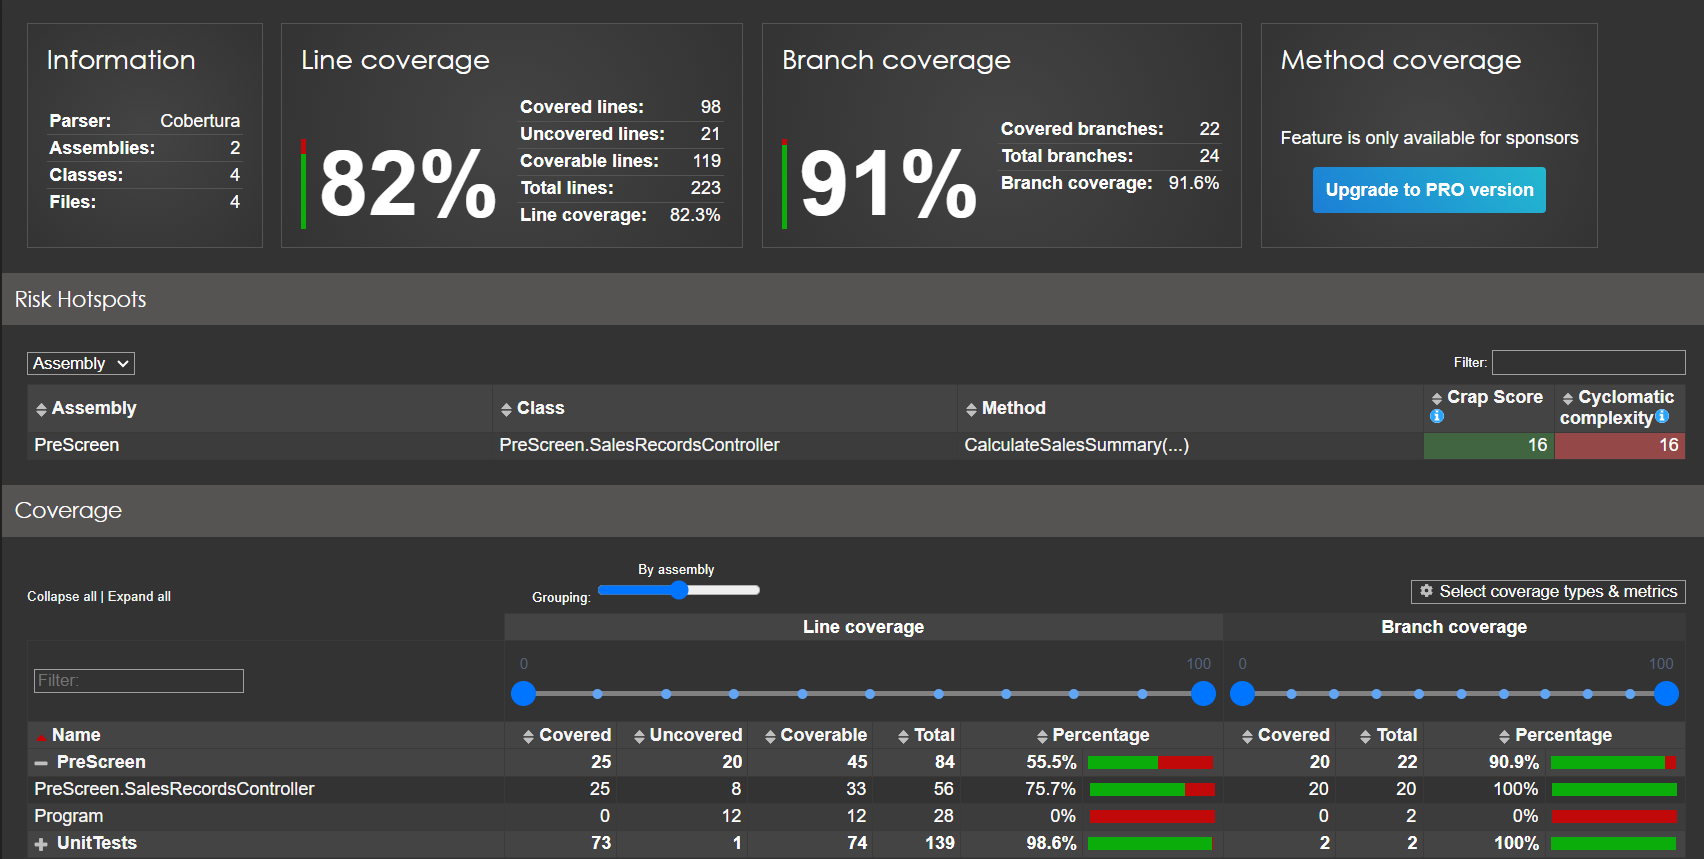 Information
Parser: Cobertura
Assemblies: 2
Classes: 4
Files: 4
Line coverage
82%
Covered lines: 98
Uncovered lines: 21
Coverable lines: 119
Total lines: 223
Line coverage: 82.3%
Branch coverage
91%
Covered branches: 22
Total branches: 24
Branch coverage: 91.6%
Method coverage
Feature is only available for sponsors
Upgrade to PRO version
Risk Hotspots
Assembly
Filter:
Assembly Class Method Crap Score Cyclomatic complexity
PreScreen PreScreen.SalesRecordsController CalculateSalesSummary(...) 16 16
Coverage
Collapse all | Expand all
By assembly
Grouping:
Select coverage types & metrics
Line coverage Branch coverage
Filter:
0 100 0 100
Name Covered Uncovered Coverable Total Percentage Covered Total Percentage
PreScreen 25 20 45 84 55.5% 20 22 90.9%
PreScreen.SalesRecordsController 25 8 33 56 75.7% 20 20 100%
Program 0 12 12 28 0% 0 2 0%
UnitTests 73 1 74 139 98.6% 2 2 100%